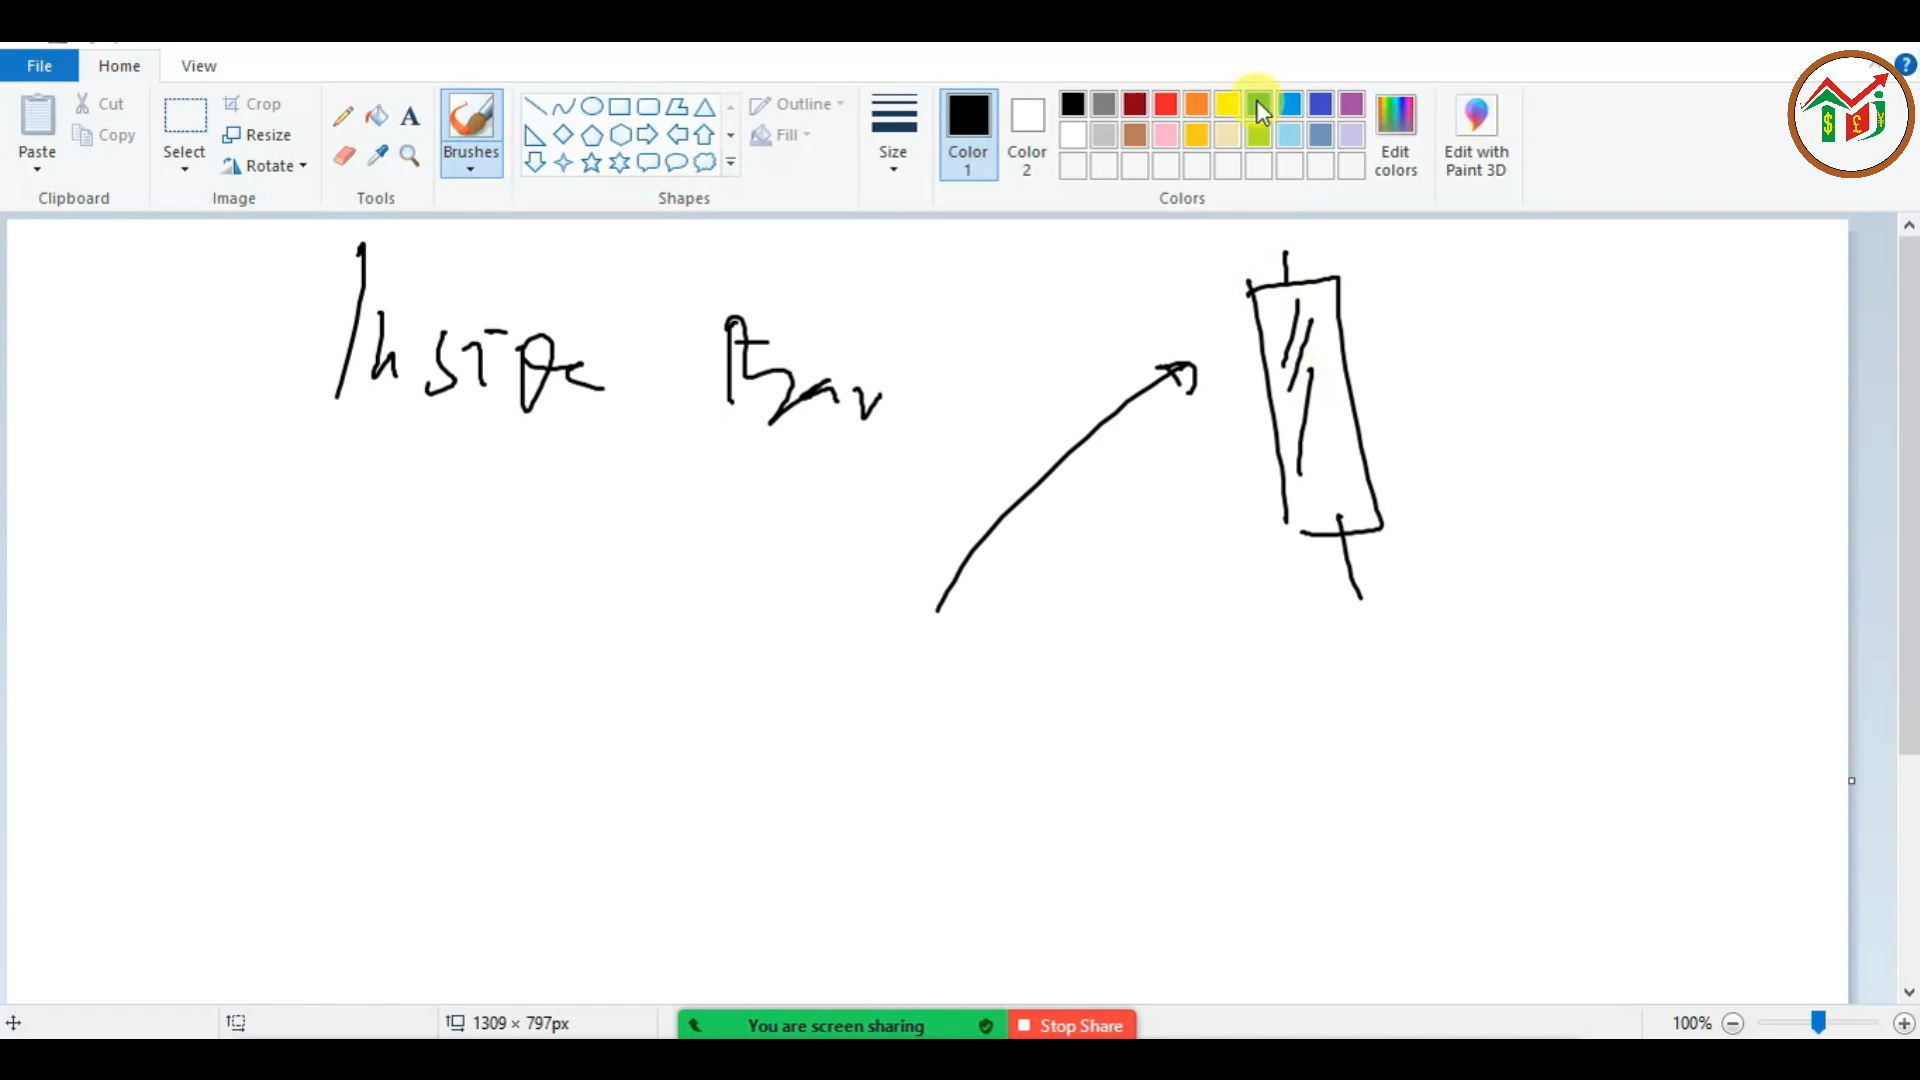 File Home View ?
Paste Cut Copy Clipboard
Select Crop Resize Rotate Image
A Tools
Brushes
Outline Fill Shapes
Size
Color 1 Color 2 Colors
Edit colors
Edit with Paint 3D
$ £ ¥
1309 × 797px You are screen sharing Stop Share 100%